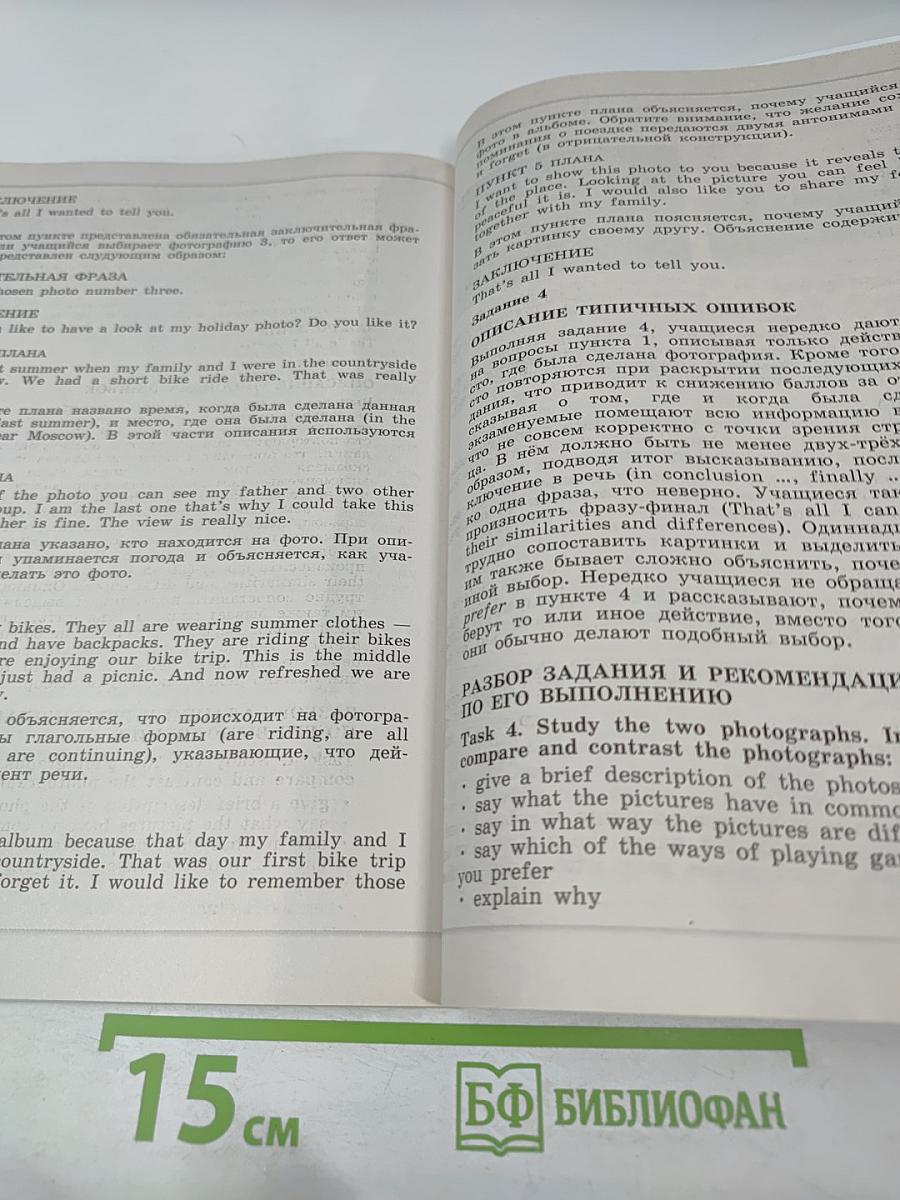 КЛЮЧЕНИЕ
's all I wanted to tell you.
том пункте представлена обязательная заключительная фра-
ли учащийся выбирает фотографию 3, то его ответ может
представлен следующим образом:
ТЕЛЬНАЯ ФРАЗА
hosen photo number three.
ЕНИЕ
like to have a look at my holiday photo? Do you like it?
ПЛАНА
t summer when my family and I were in the countryside
. We had a short bike ride there. That was really
те плана названо время, когда была сделана данная
last summer), и место, где она была сделана (in the
ear Moscow). В этой части описания используются
НА
f the photo you can see my father and two other
oup. I am the last one that's why I could take this
her is fine. The view is really nice.
лана указано, кто находится на фото. При опи-
упоминается погода и объясняется, как уча-
делать это фото.
bikes. They all are wearing summer clothes —
nd have backpacks. They are riding their bikes
re enjoying our bike trip. This is the middle
just had a picnic. And now refreshed we are
y.
объясняется, что происходит на фотогра-
ы глагольные формы (are riding, are all
are continuing), указывающие, что дей-
ент речи.
album because that day my family and I
countryside. That was our first bike trip
forget it. I would like to remember those
В этом пункте плана объясняется, почему учащийся
фото в альбоме. Обратите внимание, что желание сох
поминания о поездке передаются двумя антонимами
и forget (в отрицательной конструкции).
ПУНКТ 5 ПЛАНА
I want to show this photo to you because it reveals t
of the place. Looking at the picture you can feel
peaceful it is. I would also like you to share my fe
together with my family.
В этом пункте плана поясняется, почему учащий
зать картинку своему другу. Объяснение содержит
ЗАКЛЮЧЕНИЕ
That's all I wanted to tell you.
Задание 4
ОПИСАНИЕ ТИПИЧНЫХ ОШИБОК
Выполняя задание 4, учащиеся нередко дают
на вопросы пункта 1, описывая только действ
сто, где была сделана фотография. Кроме того
сто повторяются при раскрытии последующих
дания, что приводит к снижению баллов за от
сказывая о том, где и когда была сд
экзаменуемые помещают всю информацию в
что не совсем корректно с точки зрения стр
ца. В нём должно быть не менее двух-трёх
образом, подводя итог высказыванию, посл
ключение в речь (in conclusion ..., finally ..
ко одна фраза, что неверно. Учащиеся так
произносить фразу-финал (That's all I can
their similarities and differences). Одиннадц
трудно сопоставить картинки и выделить
им также бывает сложно объяснить, поче
иной выбор. Нередко учащиеся не обраща
prefer в пункте 4 и рассказывают, почем
берут то или иное действие, вместо того
они обычно делают подобный выбор.
РАЗБОР ЗАДАНИЯ И РЕКОМЕНДАЦИ
ПО ЕГО ВЫПОЛНЕНИЮ
Task 4. Study the two photographs. In
compare and contrast the photographs:
· give a brief description of the photos
· say what the pictures have in commo
· say in what way the pictures are dif
· say which of the ways of playing ga
you prefer
· explain why
15 см
БФ БИБЛИОФАН